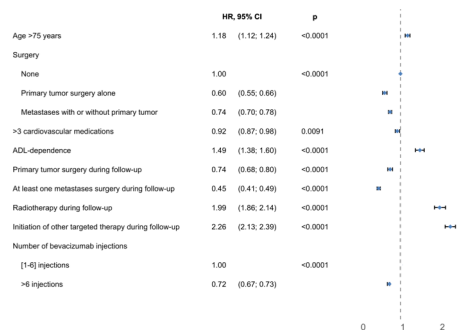 HR, 95% CI p
Age >75 years 1.18 (1.12; 1.24) <0.0001
Surgery
None 1.00 <0.0001
Primary tumor surgery alone 0.60 (0.55; 0.66)
Metastases with or without primary tumor 0.74 (0.70; 0.78)
>3 cardiovascular medications 0.92 (0.87; 0.98) 0.0091
ADL-dependence 1.49 (1.38; 1.60) <0.0001
Primary tumor surgery during follow-up 0.74 (0.68; 0.80) <0.0001
At least one metastases surgery during follow-up 0.45 (0.41; 0.49) <0.0001
Radiotherapy during follow-up 1.99 (1.86; 2.14) <0.0001
Initiation of other targeted therapy during follow-up 2.26 (2.13; 2.39) <0.0001
Number of bevacizumab injections
[1-6] injections 1.00 <0.0001
>6 injections 0.72 (0.67; 0.73)
0 1 2